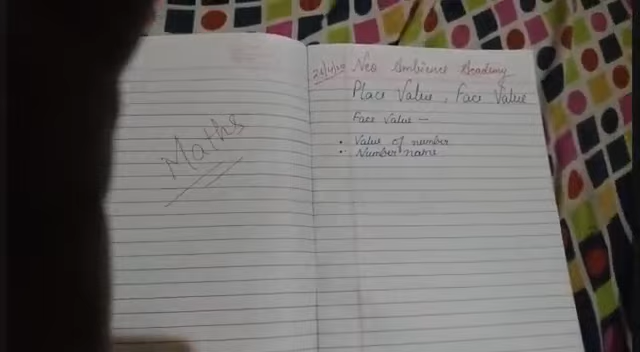 Maths
Neo Ambience Academy
Place Value, Face Value
Face Value —
• Value of number
• Number name